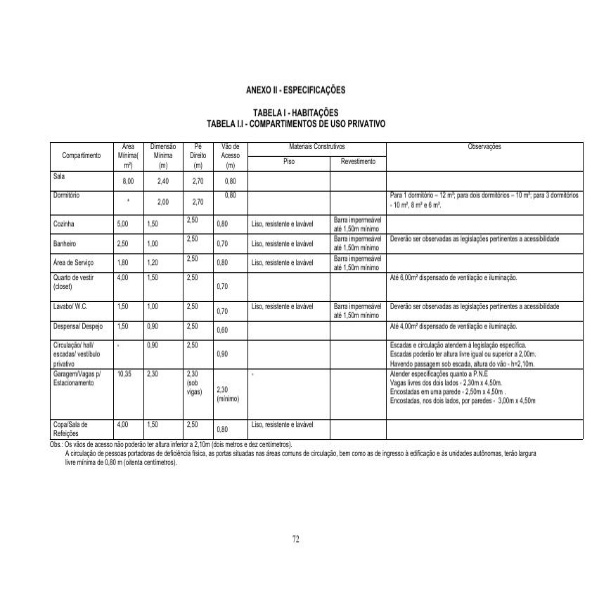 ANEXO II - ESPECIFICAÇÕES
TABELA I - HABITAÇÕES
TABELA I.I - COMPARTIMENTOS DE USO PRIVATIVO
Compartimento Área Mínima( m²) Dimensão Mínima (m) Pé Direito (m) Vão de Acesso (m) Materiais Construtivos Observações
Piso Revestimento
Sala 8,00 2,40 2,70 0,80
Dormitório * 2,00 2,70 0,80 Para 1 dormitório – 12 m²; para dois dormitórios – 10 m²; para 3 dormitórios
- 10 m², 8 m² e 6 m².
Cozinha 5,00 1,50 2,50 0,80 Liso, resistente e lavável Barra impermeável
até 1,50m mínimo
Banheiro 2,50 1,00 2,50 0,70 Liso, resistente e lavável Barra impermeável Deverão ser observadas as legislações pertinentes a acessibilidade
até 1,50m mínimo
Área de Serviço 1,80 1,20 2,50 0,80 Liso, resistente e lavável Barra impermeável
até 1,50m mínimo
Quarto de vestir 4,00 1,50 2,50 0,70 Até 6,00m² dispensado de ventilação e iluminação.
(closet)
Lavabo/ W.C. 1,50 1,00 2,50 0,70 Liso, resistente e lavável Barra impermeável Deverão ser observadas as legislações pertinentes a acessibilidade
até 1,50m mínimo
Despensa/ Despejo 1,50 0,90 2,50 0,60 Até 4,00m² dispensado de ventilação e iluminação.
Circulação/ hall/ - 0,90 2,50 0,90 Escadas e circulação atendem à legislação específica.
escadas/ vestíbulo Escadas poderão ter altura livre igual ou superior a 2,00m.
privativo Havendo passagem sob escada, altura do vão - h=2,10m.
Garagem/Vagas p/ 10,35 2,30 2,30 - Atender especificações quanto a P.N.E
Estacionamento (sob 2,30 Vagas livres dos dois lados - 2,30m x 4,50m.
vigas) (mínimo) Encostadas em uma parede - 2,50m x 4,50m .
Encostadas, nos dois lados, por paredes - 3,00m x 4,50m
Copa/Sala de 4,00 1,50 2,50 0,80 Liso, resistente e lavável
Refeições
Obs.: Os vãos de acesso não poderão ter altura inferior a 2,10m (dois metros e dez centímetros).
A circulação de pessoas portadoras de deficiência física, as portas situadas nas áreas comuns de circulação, bem como as de ingresso à edificação e às unidades autônomas, terão largura
livre mínima de 0,80 m (oitenta centímetros).
72